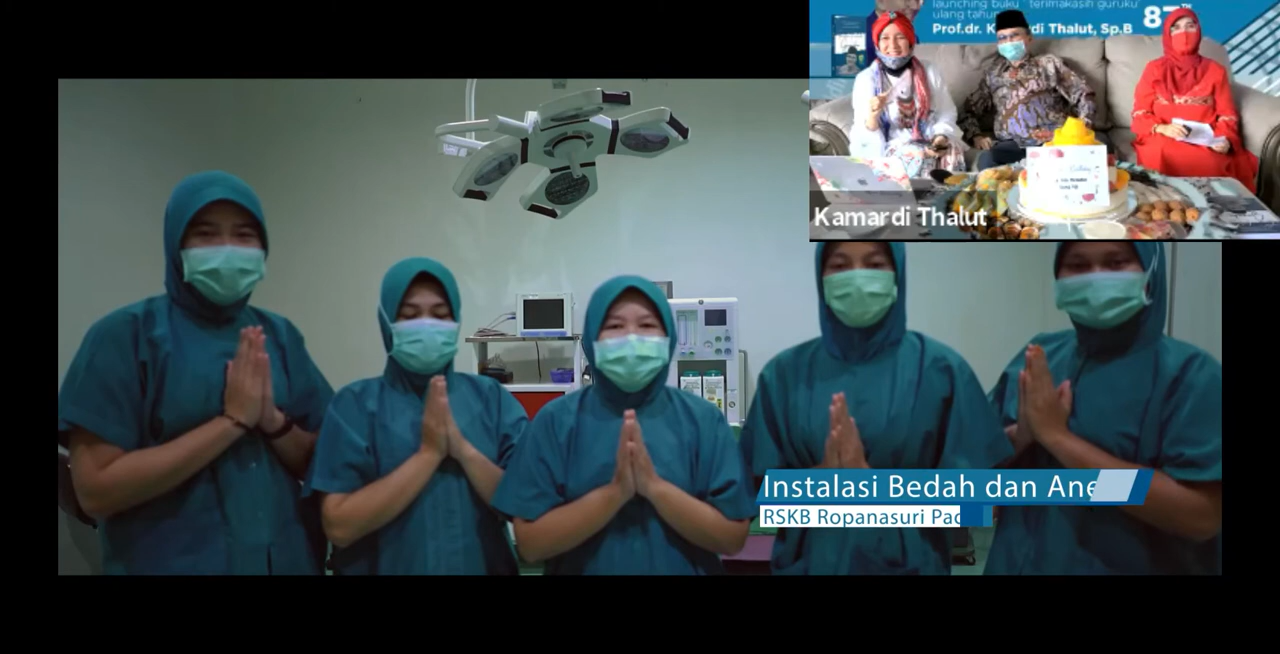 launching buku "terimakasih guruku"
ulang tahun
Prof.dr. K di Thalut, Sp.B
87
TH
Kamardi Thalut
Instalasi Bedah dan Ane
RSKB Ropanasuri Pad